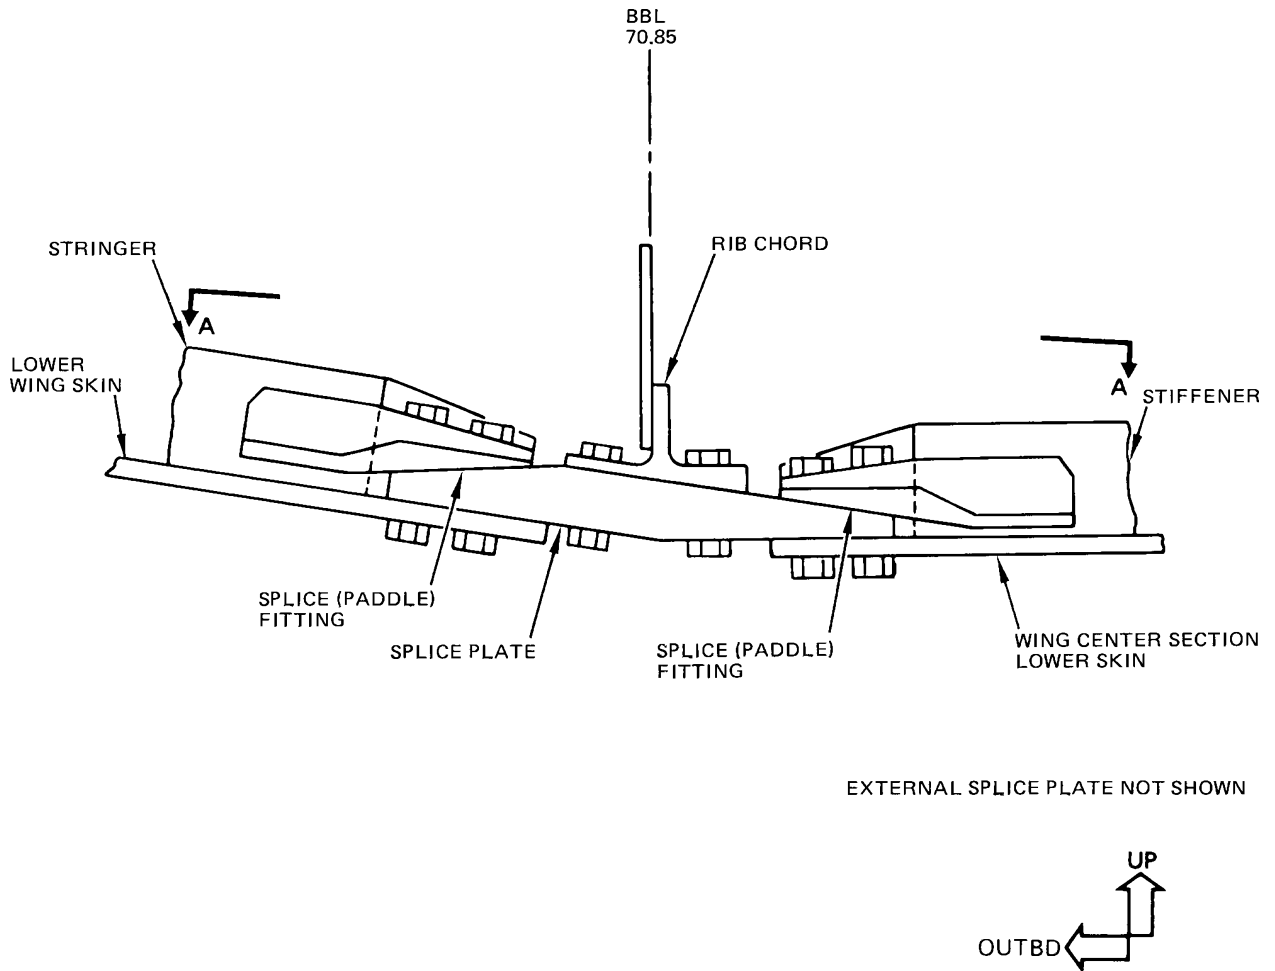 BBL
70.85
STRINGER
RIB CHORD
A
LOWER
WING SKIN
A
STIFFENER
SPLICE (PADDLE)
FITTING
SPLICE PLATE
SPLICE (PADDLE)
FITTING
WING CENTER SECTION
LOWER SKIN
EXTERNAL SPLICE PLATE NOT SHOWN
UP
OUTBD